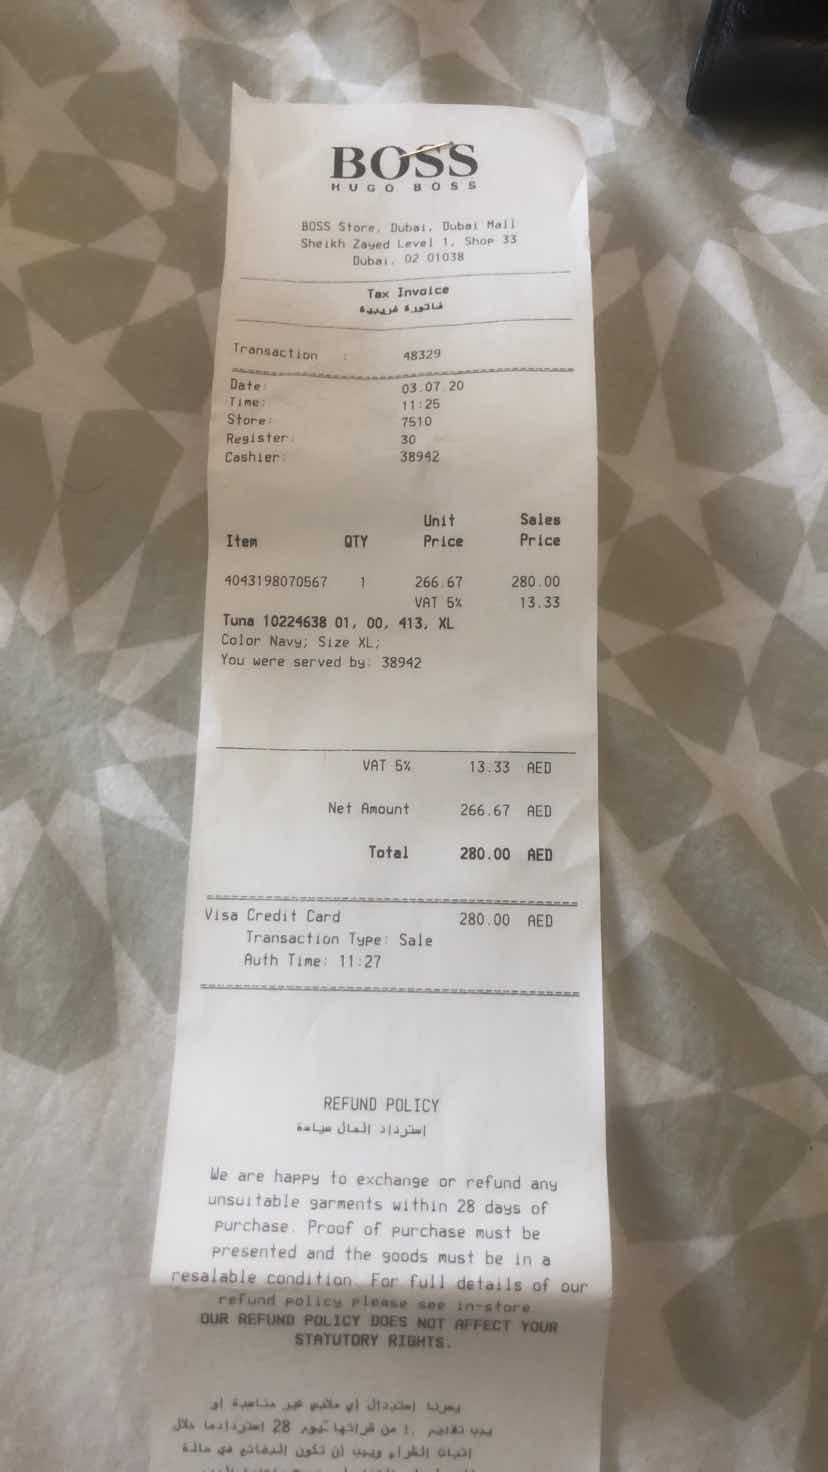 BOSS
HUGO BOSS
BOSS Store, Dubai, Dubai Mall
Sheikh Zayed Level 1, Shop 33
Dubai, 02 01038
Tax Invoice
فاتورة ضريبية
Transaction : 48329
Date: 03.07.20
Time: 11:25
Store: 7510
Register: 30
Cashier: 38942
Unit Sales
Item QTY Price Price
4043198070567 1 266.67 280.00
VAT 5% 13.33
Tuna 10224638 01, 00, 413, XL
Color Navy; Size XL;
You were served by: 38942
VAT 5% 13.33 AED
Net Amount 266.67 AED
Total 280.00 AED
Visa Credit Card 280.00 AED
Transaction Type: Sale
Auth Time: 11:27
REFUND POLICY
إسترداد المال سياسة
We are happy to exchange or refund any
unsuitable garments within 28 days of
purchase. Proof of purchase must be
presented and the goods must be in a
resalable condition. For full details of our
refund policy please see in-store
OUR REFUND POLICY DOES NOT AFFECT YOUR
STATUTORY RIGHTS.
يسرنا إستبدال أي ملابس غير مناسبة أو
28 إستردادها خلال
إثبات الشراء ويجب أن تكون البضائع في حالة